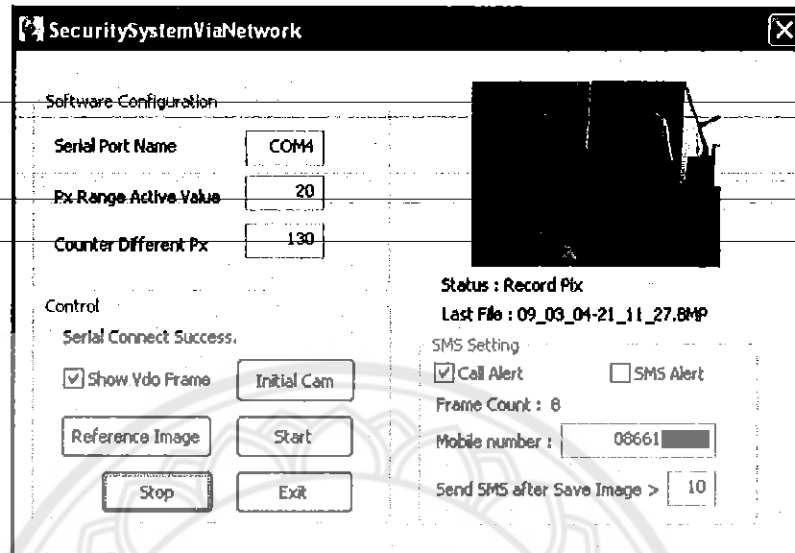 SecuritySystemViaNetwork
Software Configuration
Serial Port Name COM4
Px Range Active Value 20
Counter Different Px 130
Control
Serial Connect Success.
Show Vdo Frame Initial Cam
Reference Image Start
Stop Exit
Status : Record Pix
Last File : 09_03_04-21_11_27.BMP
SMS Setting
Call Alert SMS Alert
Frame Count : 8
Mobile number : 08661
Send SMS after Save Image > 10